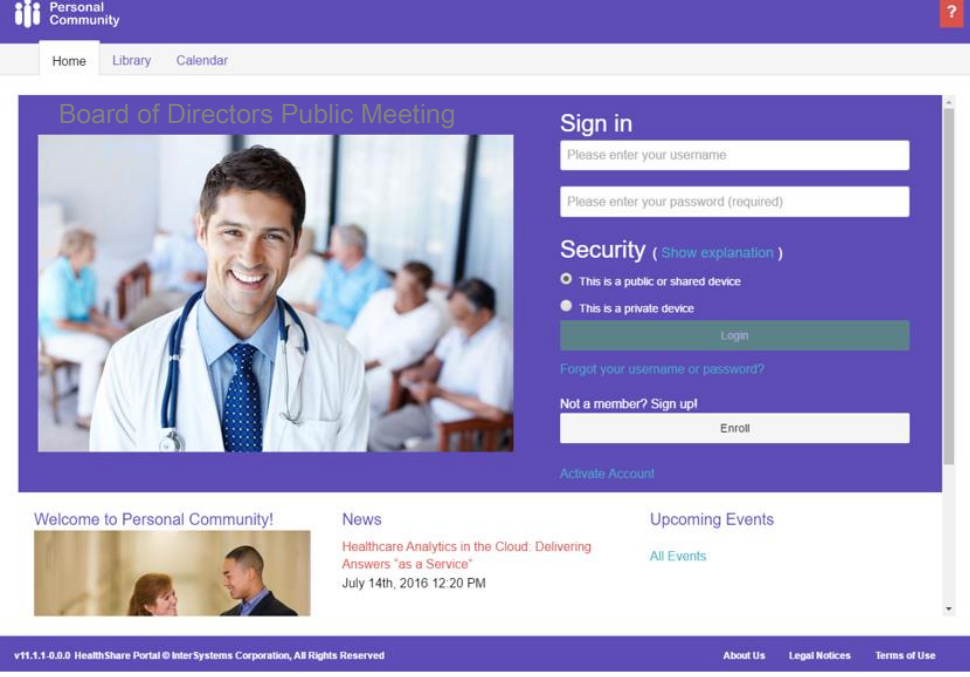 Personal
Community
?
Home
Library
Calendar
Board of Directors Public Meeting
Sign in
Please enter your username
Please enter your password (required)
Security ( Show explanation )
This is a public or shared device
This is a private device
Login
Forgot your username or password?
Not a member? Sign up!
Enroll
Activate Account
Welcome to Personal Community!
News
Healthcare Analytics in the Cloud: Delivering
Answers "as a Service"
July 14th, 2016 12:20 PM
Upcoming Events
All Events
v11.1.1-0.0.0 HealthShare Portal © InterSystems Corporation, All Rights Reserved
About Us
Legal Notices
Terms of Use